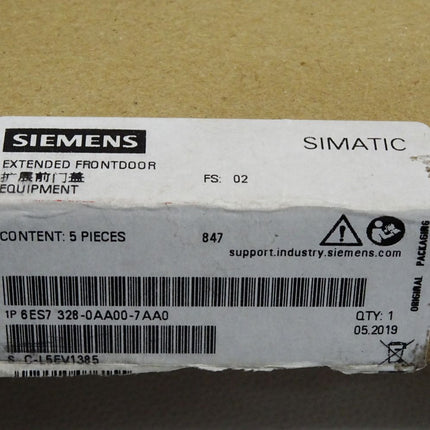 SIEMENS
SIMATIC
EXTENDED FRONTDOOR
扩展前门盖
EQUIPMENT
FS: 02
CONTENT: 5 PIECES
847
support.industry.siemens.com
ORIGINAL PACKAGING
1P 6ES7 328-0AA00-7AA0
QTY: 1
05.2019
S C-L5EV1385